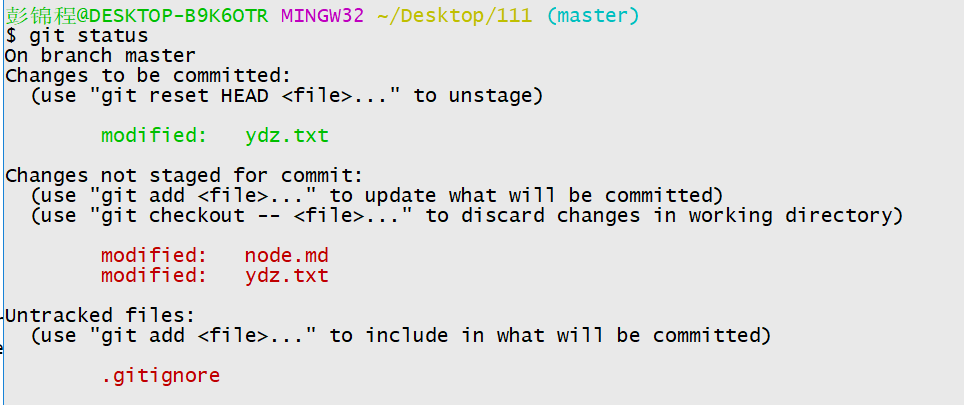 彭锦程@DESKTOP-B9K6OTR MINGW32 ~/Desktop/111 (master)
$ git status
On branch master
Changes to be committed:
  (use "git reset HEAD <file>..." to unstage)
        modified:   ydz.txt
Changes not staged for commit:
  (use "git add <file>..." to update what will be committed)
  (use "git checkout -- <file>..." to discard changes in working directory)
        modified:   node.md
        modified:   ydz.txt
Untracked files:
  (use "git add <file>..." to include in what will be committed)
        .gitignore